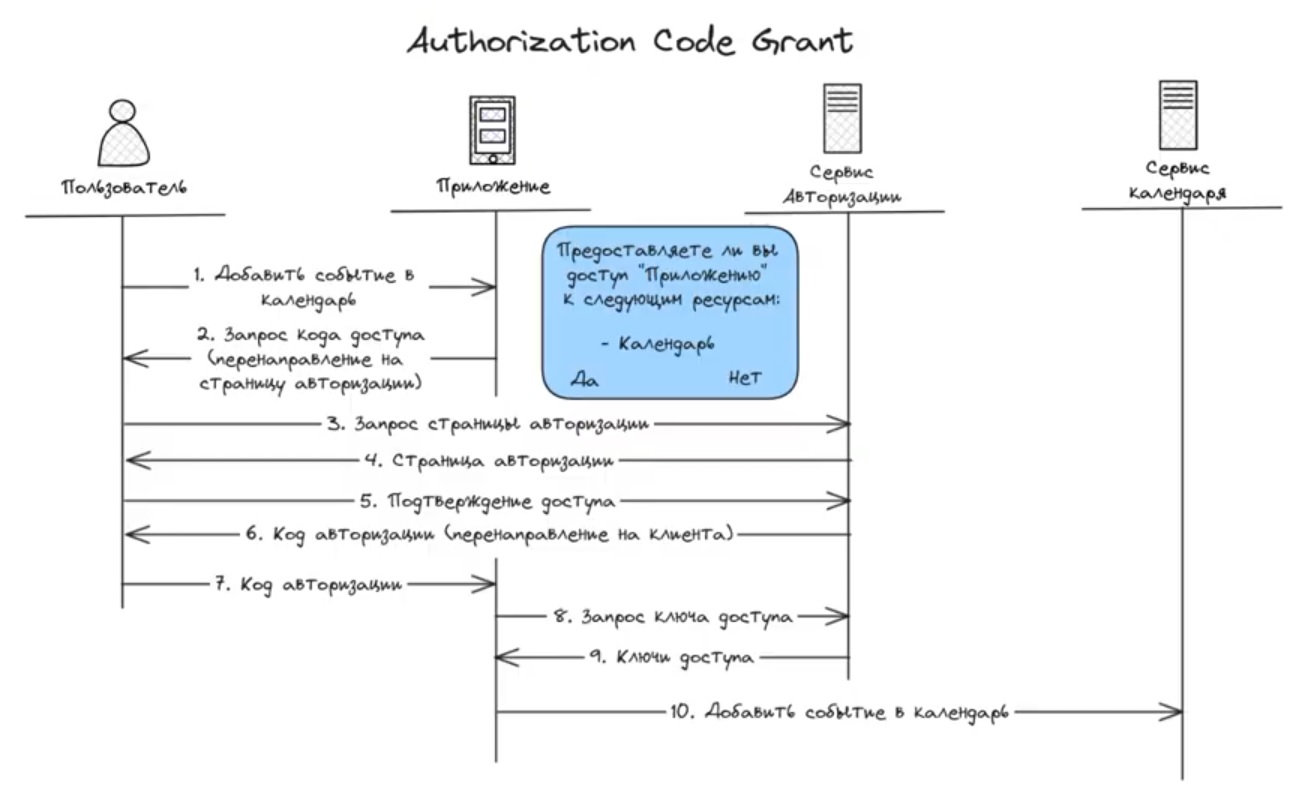 Authorization Code Grant
Пользователь
Приложение
Сервис
Авторизации
Сервис
календаря
Предоставляете ли вы
доступ "Приложению"
к следующим ресурсам:
- Календарь
Да
Нет
1. Добавить событие в
календарь
2. Запрос кода доступа
(перенаправление на
страницу авторизации)
3. Запрос страницы авторизации
4. Страница авторизации
5. Подтверждение доступа
6. Код авторизации (перенаправление на клиента)
7. Код авторизации
8. Запрос ключа доступа
9. Ключи доступа
10. Добавить событие в календарь